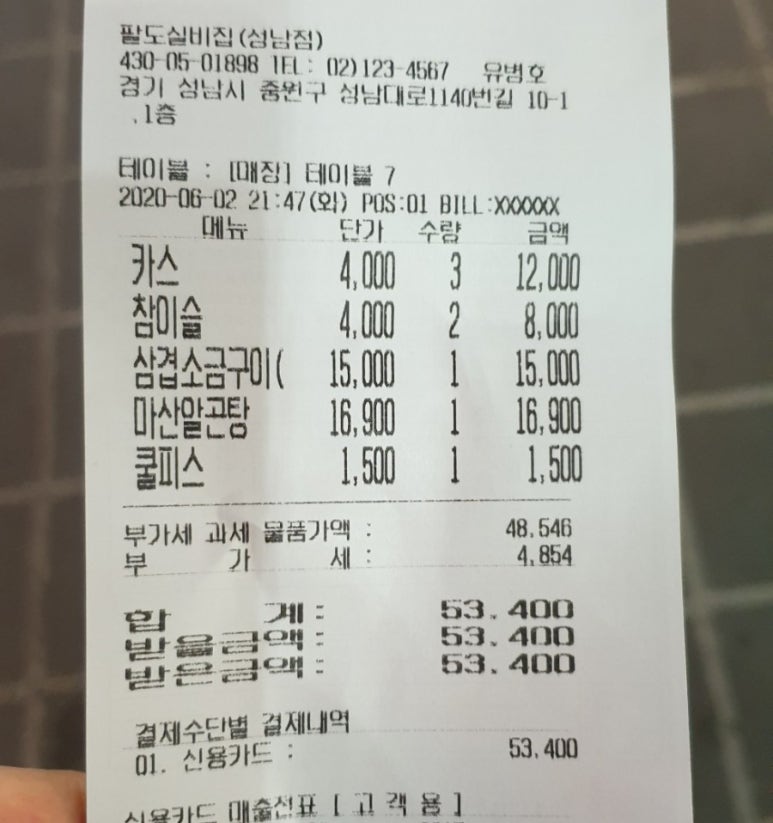 팔도실비집(성남점)
430-05-01898 TEL: 02)123-4567 유병호
경기 성남시 중원구 성남대로1140번길 10-1
,1층
테이블 : [매장] 테이블 7
2020-06-02 21:47(화) POS:01 BILL:XXXXXX
메뉴 단가 수량 금액
카스 4,000 3 12,000
참이슬 4,000 2 8,000
삼겹소금구이( 15,000 1 15,000
마산알곤탕 16,900 1 16,900
쿨피스 1,500 1 1,500
부가세 과세 물품가액 : 48,546
부 가 세 : 4,854
합 계 : 53,400
받을금액 : 53,400
받은금액 : 53,400
결제수단별 결제내역
01. 신용카드 : 53,400
신용카드 매출전표 [ 고 객 용 ]